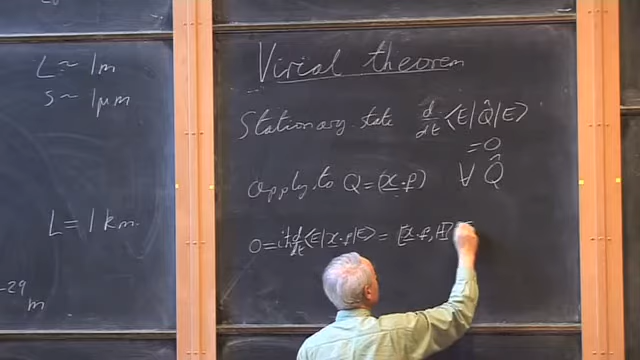 L ~ 1m
s ~ 1μm
L = 1 km.
-29
m
Virial theorem
Stationary state d/dt <E|Q̂|E>
= 0
apply to Q = (x·p) ∀ Q̂
0 = iħ d/dt <E|x·p|E> = [x·p, H]